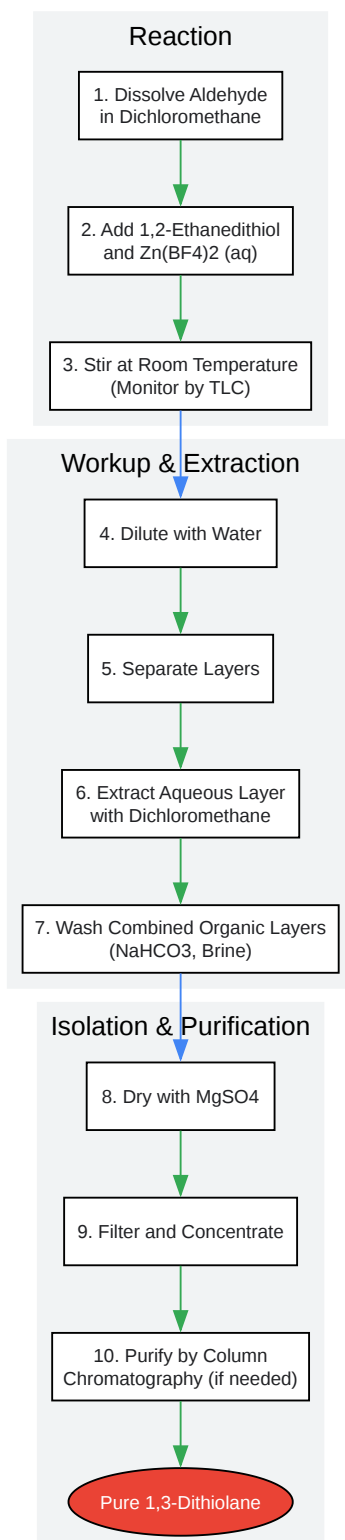 Reaction
1. Dissolve Aldehyde
in Dichloromethane
2. Add 1,2-Ethanedithiol
and Zn(BF4)2 (aq)
3. Stir at Room Temperature
(Monitor by TLC)
Workup & Extraction
4. Dilute with Water
5. Separate Layers
6. Extract Aqueous Layer
with Dichloromethane
7. Wash Combined Organic Layers
(NaHCO3, Brine)
Isolation & Purification
8. Dry with MgSO4
9. Filter and Concentrate
10. Purify by Column
Chromatography (if needed)
Pure 1,3-Dithiolane